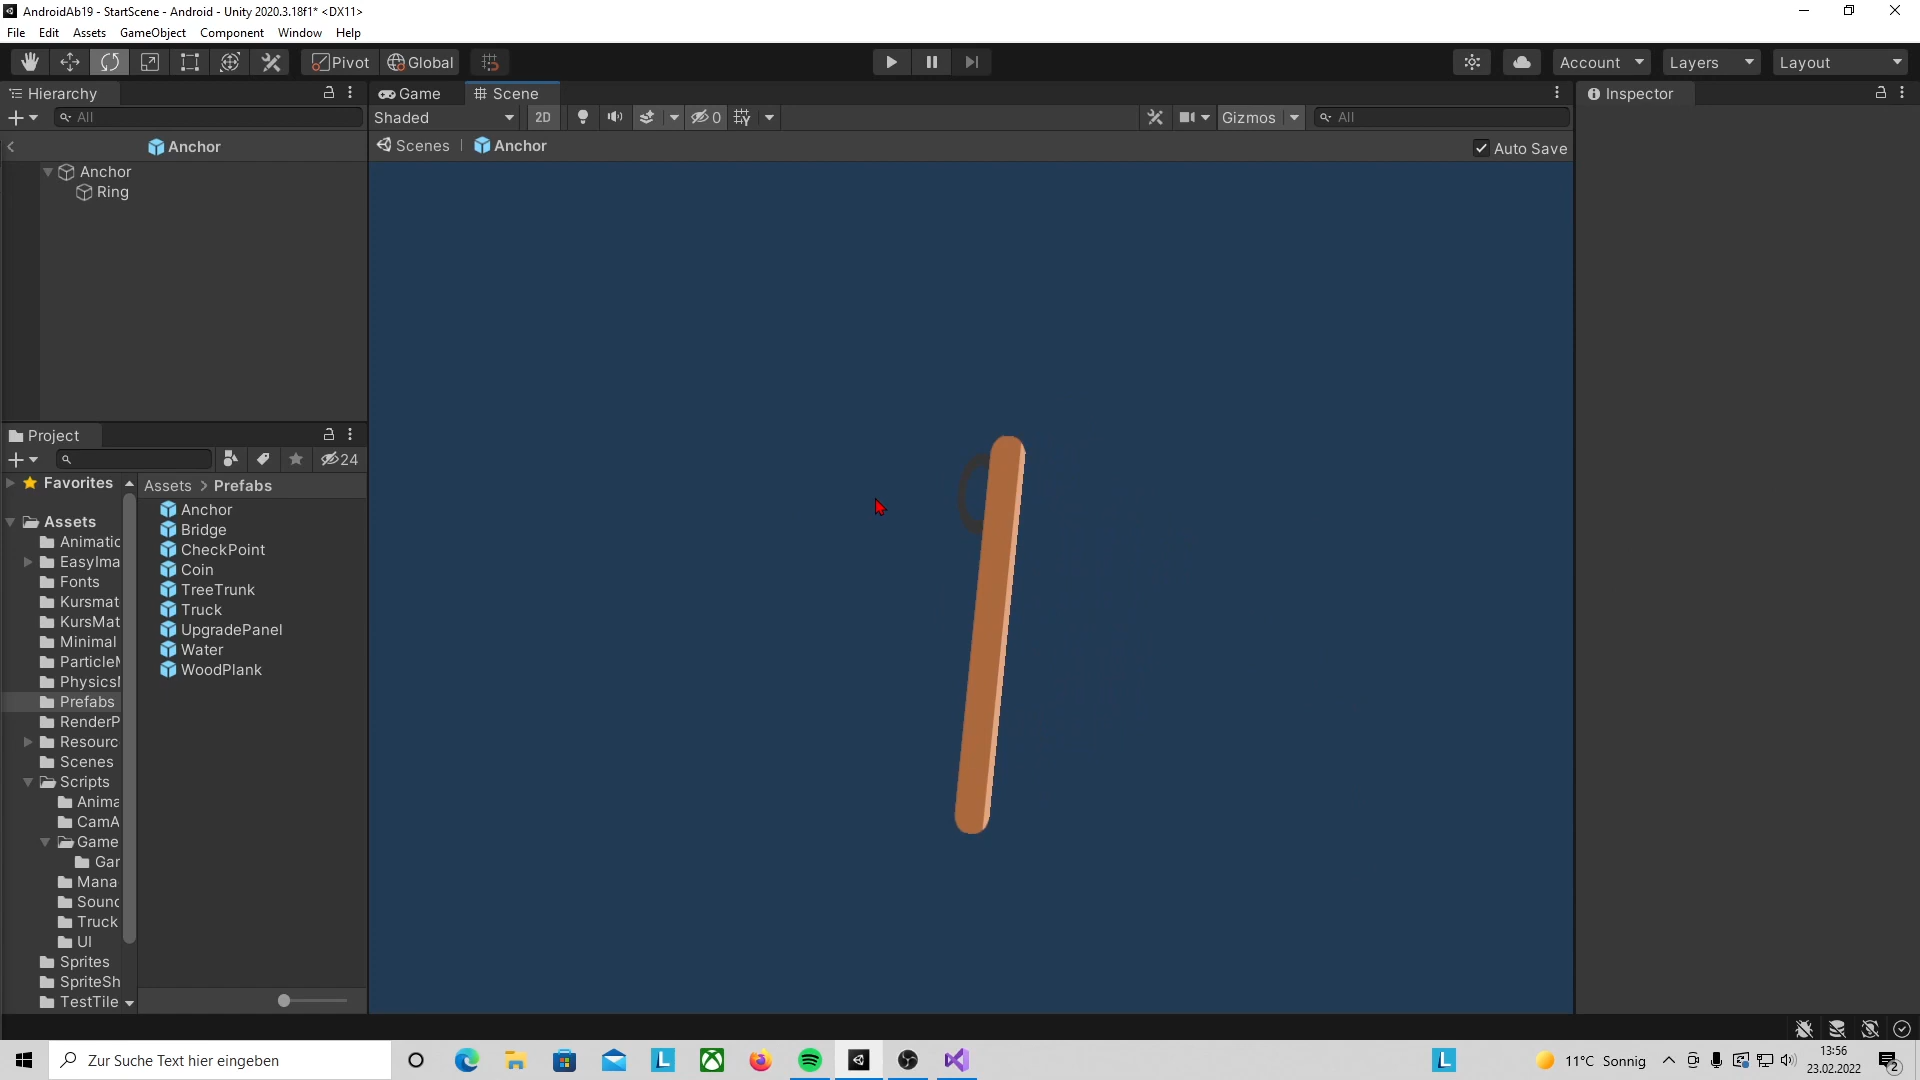 AndroidAb19 - StartScene - Android - Unity 2020.3.18f1* <DX11>
File Edit Assets GameObject Component Window Help
Pivot Global Account Layers Layout
Hierarchy
All
Anchor
Anchor
Ring
Game Scene
Shaded 2D 0 Gizmos All
Scenes | Anchor Auto Save
Inspector
Project
24
Favorites
Assets
Animatic
EasyIma
Fonts
Kursmat
KursMat
Minimal
ParticleM
PhysicsM
Prefabs
RenderP
Resourc
Scenes
Scripts
Anima
CamA
Game
Gar
Mana
Sound
Truck
UI
Sprites
SpriteSh
TestTile
Assets > Prefabs
Anchor
Bridge
CheckPoint
Coin
TreeTrunk
Truck
UpgradePanel
Water
WoodPlank
Zur Suche Text hier eingeben
L
L
11°C Sonnig
13:56
23.02.2022
2